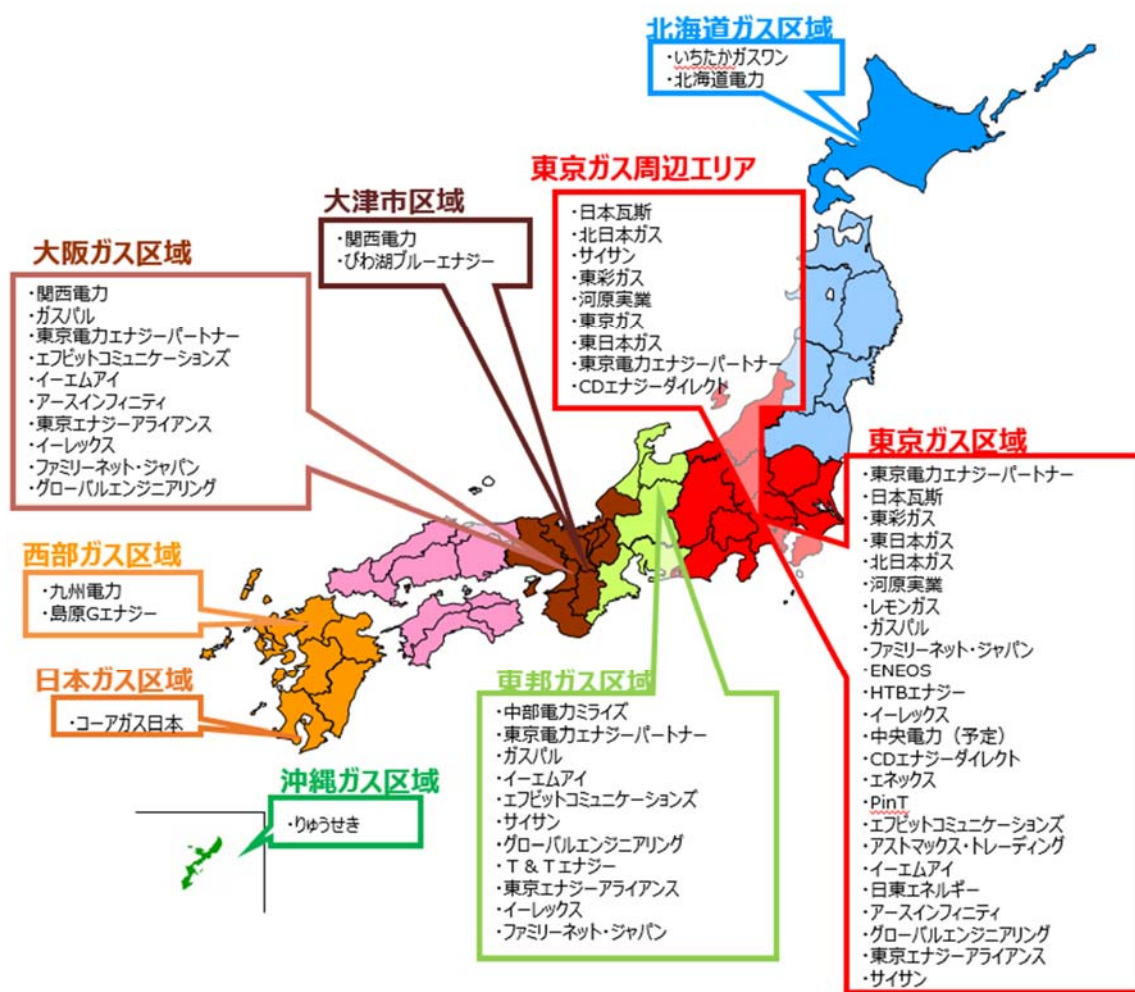 北海道ガス区域
・いちたかガスワン
・北海道電力
東京ガス周辺エリア
・日本瓦斯
・北日本ガス
・サイサン
・東彩ガス
・河原実業
・東京ガス
・東日本ガス
・東京電力エナジーパートナー
・CDエナジーダイレクト
大津市区域
・関西電力
・びわ湖ブルーエナジー
大阪ガス区域
・関西電力
・ガスパル
・東京電力エナジーパートナー
・エフビットコミュニケーションズ
・イーエムアイ
・アースインフィニティ
・東京エナジーアライアンス
・イーレックス
・ファミリーネット・ジャパン
・グローバルエンジニアリング
東京ガス区域
・東京電力エナジーパートナー
・日本瓦斯
・東彩ガス
・東日本ガス
・北日本ガス
・河原実業
・レモンガス
・ガスパル
・ファミリーネット・ジャパン
・ENEOS
・HTBエナジー
・イーレックス
・中央電力（予定）
・CDエナジーダイレクト
・エネックス
・PinT
・エフビットコミュニケーションズ
・アストマックス・トレーディング
・イーエムアイ
・日東エネルギー
・アースインフィニティ
・グローバルエンジニアリング
・東京エナジーアライアンス
・サイサン
西部ガス区域
・九州電力
・島原Gエナジー
日本ガス区域
・コーアガス日本
東邦ガス区域
・中部電力ミライズ
・東京電力エナジーパートナー
・ガスパル
・イーエムアイ
・エフビットコミュニケーションズ
・サイサン
・グローバルエンジニアリング
・Ｔ＆Ｔエナジー
・東京エナジーアライアンス
・イーレックス
・ファミリーネット・ジャパン
沖縄ガス区域
・りゅうせき